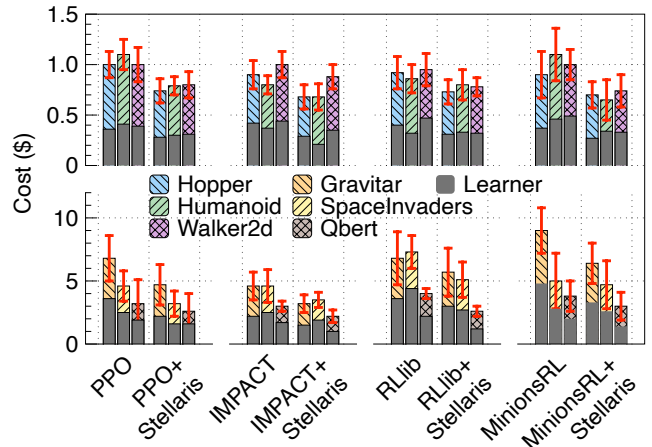 1.5
1.0
0.5
0
Cost ($)
Hopper
Gravitar
Learner
Humanoid
SpaceInvaders
Walker2d
Qbert
10
5
0
PPO
PPO+
Stellaris
IMPACT
IMPACT+
Stellaris
RLlib
RLlib+
Stellaris
MinionsRL
MinionsRL+
Stellaris